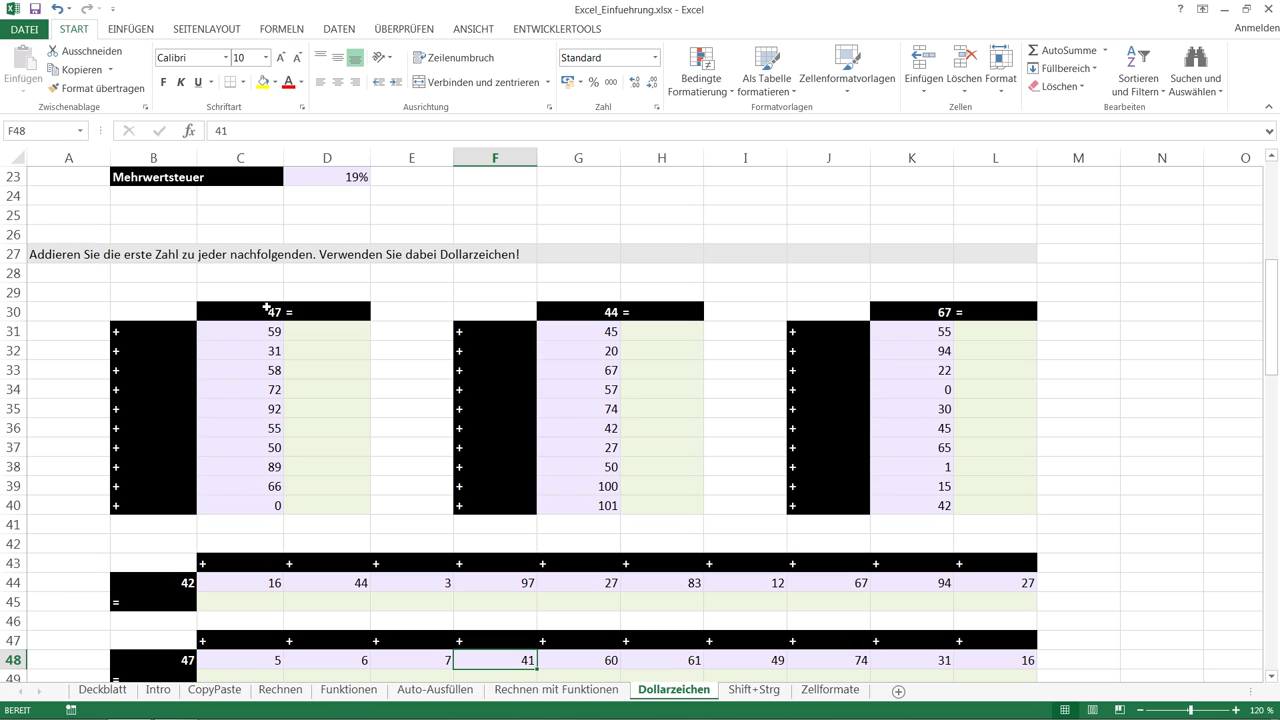 Excel_Einfuehrung.xlsx - Excel
DATEI START EINFÜGEN SEITENLAYOUT FORMELN DATEN ÜBERPRÜFEN ANSICHT ENTWICKLERTOOLS Anmelden
Einfügen Ausschneiden Kopieren Format übertragen Zwischenablage
Calibri 10 F K U Schriftart
Zeilenumbruch Verbinden und zentrieren Ausrichtung
Standard % 000 Zahl
Bedingte Formatierung Als Tabelle formatieren Zellenformatvorlagen Formatvorlagen
Einfügen Löschen Format Zellen
AutoSumme Füllbereich Löschen Sortieren und Filtern Suchen und Auswählen Bearbeiten
F48 fx 41
A B C D E F G H I J K L M N O
23 Mehrwertsteuer 19%
24
25
26
27 Addieren Sie die erste Zahl zu jeder nachfolgenden. Verwenden Sie dabei Dollarzeichen!
28
29
30 47 = 44 = 67 =
31 + 59 + 45 + 55
32 + 31 + 20 + 94
33 + 58 + 67 + 22
34 + 72 + 57 + 0
35 + 92 + 74 + 30
36 + 55 + 42 + 45
37 + 50 + 27 + 65
38 + 89 + 50 + 1
39 + 66 + 100 + 15
40 + 0 + 101 + 42
41
42
43 + + + + + + + + + +
44 42 16 44 3 97 27 83 12 67 94 27
45 =
46
47 + + + + + + + + + +
48 47 5 6 7 41 60 61 49 74 31 16
49 =
Deckblatt Intro CopyPaste Rechnen Funktionen Auto-Ausfüllen Rechnen mit Funktionen Dollarzeichen Shift+Strg Zellformate
BEREIT 120 %